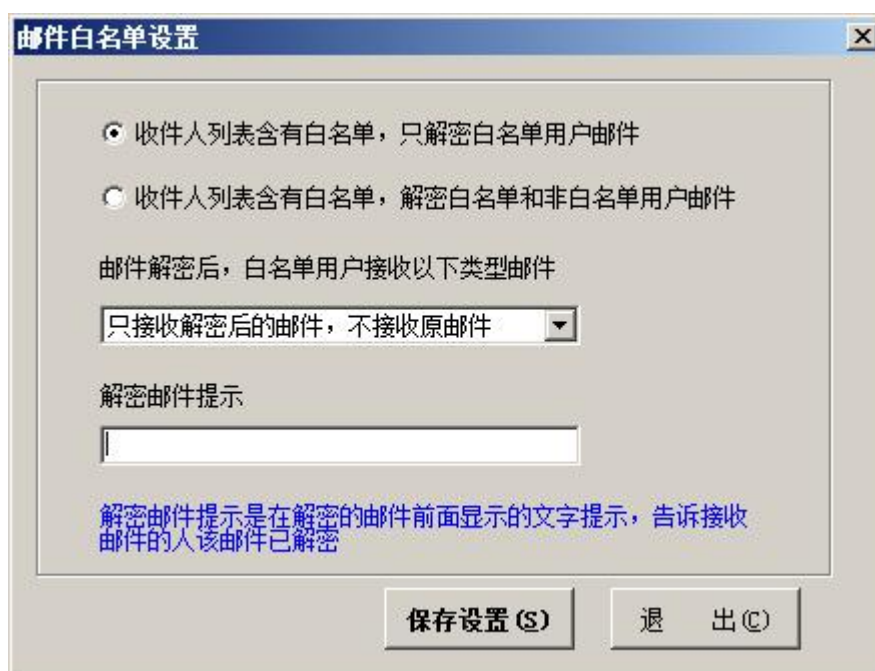 邮件白名单设置
收件人列表含有白名单，只解密白名单用户邮件
收件人列表含有白名单，解密白名单和非白名单用户邮件
邮件解密后，白名单用户接收以下类型邮件
只接收解密后的邮件，不接收原邮件
解密邮件提示
解密邮件提示是在解密的邮件前面显示的文字提示，告诉接收
邮件的人该邮件已解密
保存设置(S) 退 出(C)